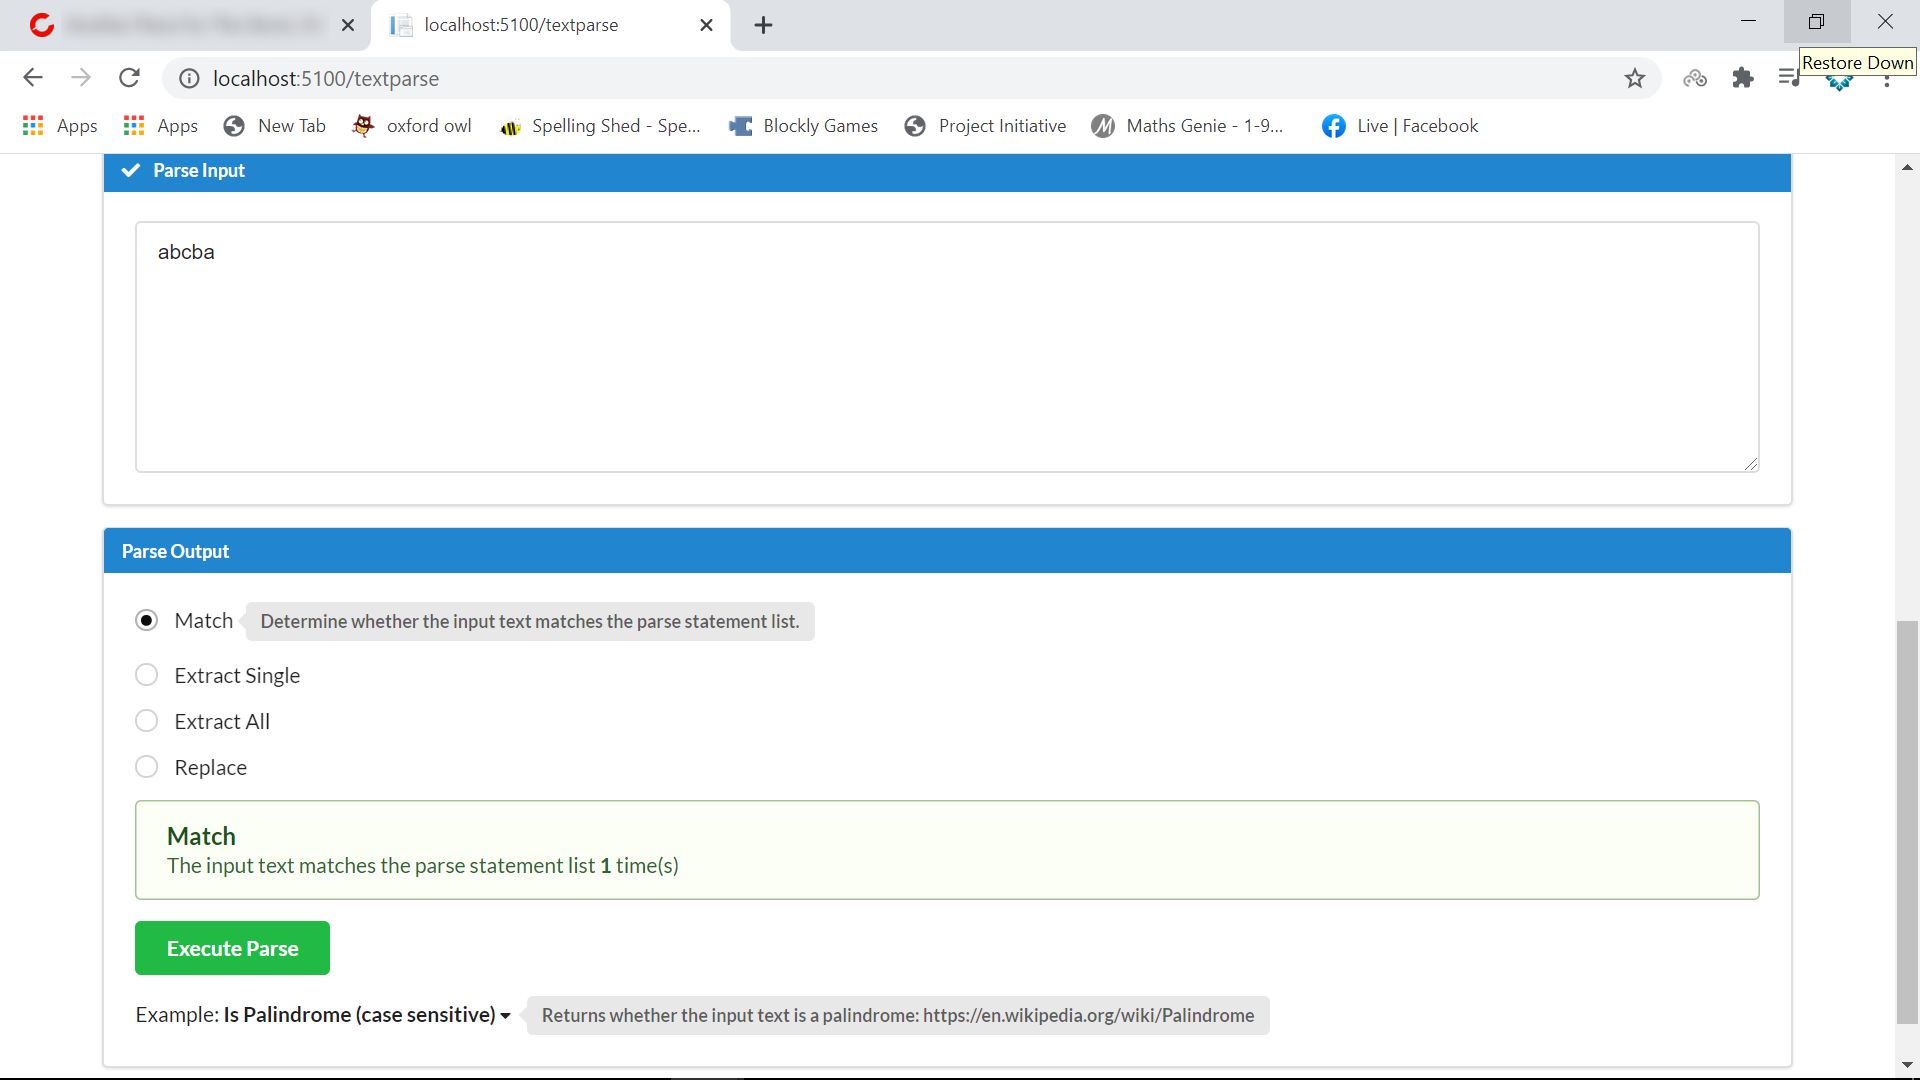 localhost:5100/textparse
Restore Down
localhost:5100/textparse
Apps Apps New Tab oxford owl Spelling Shed - Spe... Blockly Games Project Initiative Maths Genie - 1-9... Live | Facebook
Parse Input
abcba
Parse Output
Match Determine whether the input text matches the parse statement list.
Extract Single
Extract All
Replace
Match
The input text matches the parse statement list 1 time(s)
Execute Parse
Example: Is Palindrome (case sensitive) Returns whether the input text is a palindrome: https://en.wikipedia.org/wiki/Palindrome